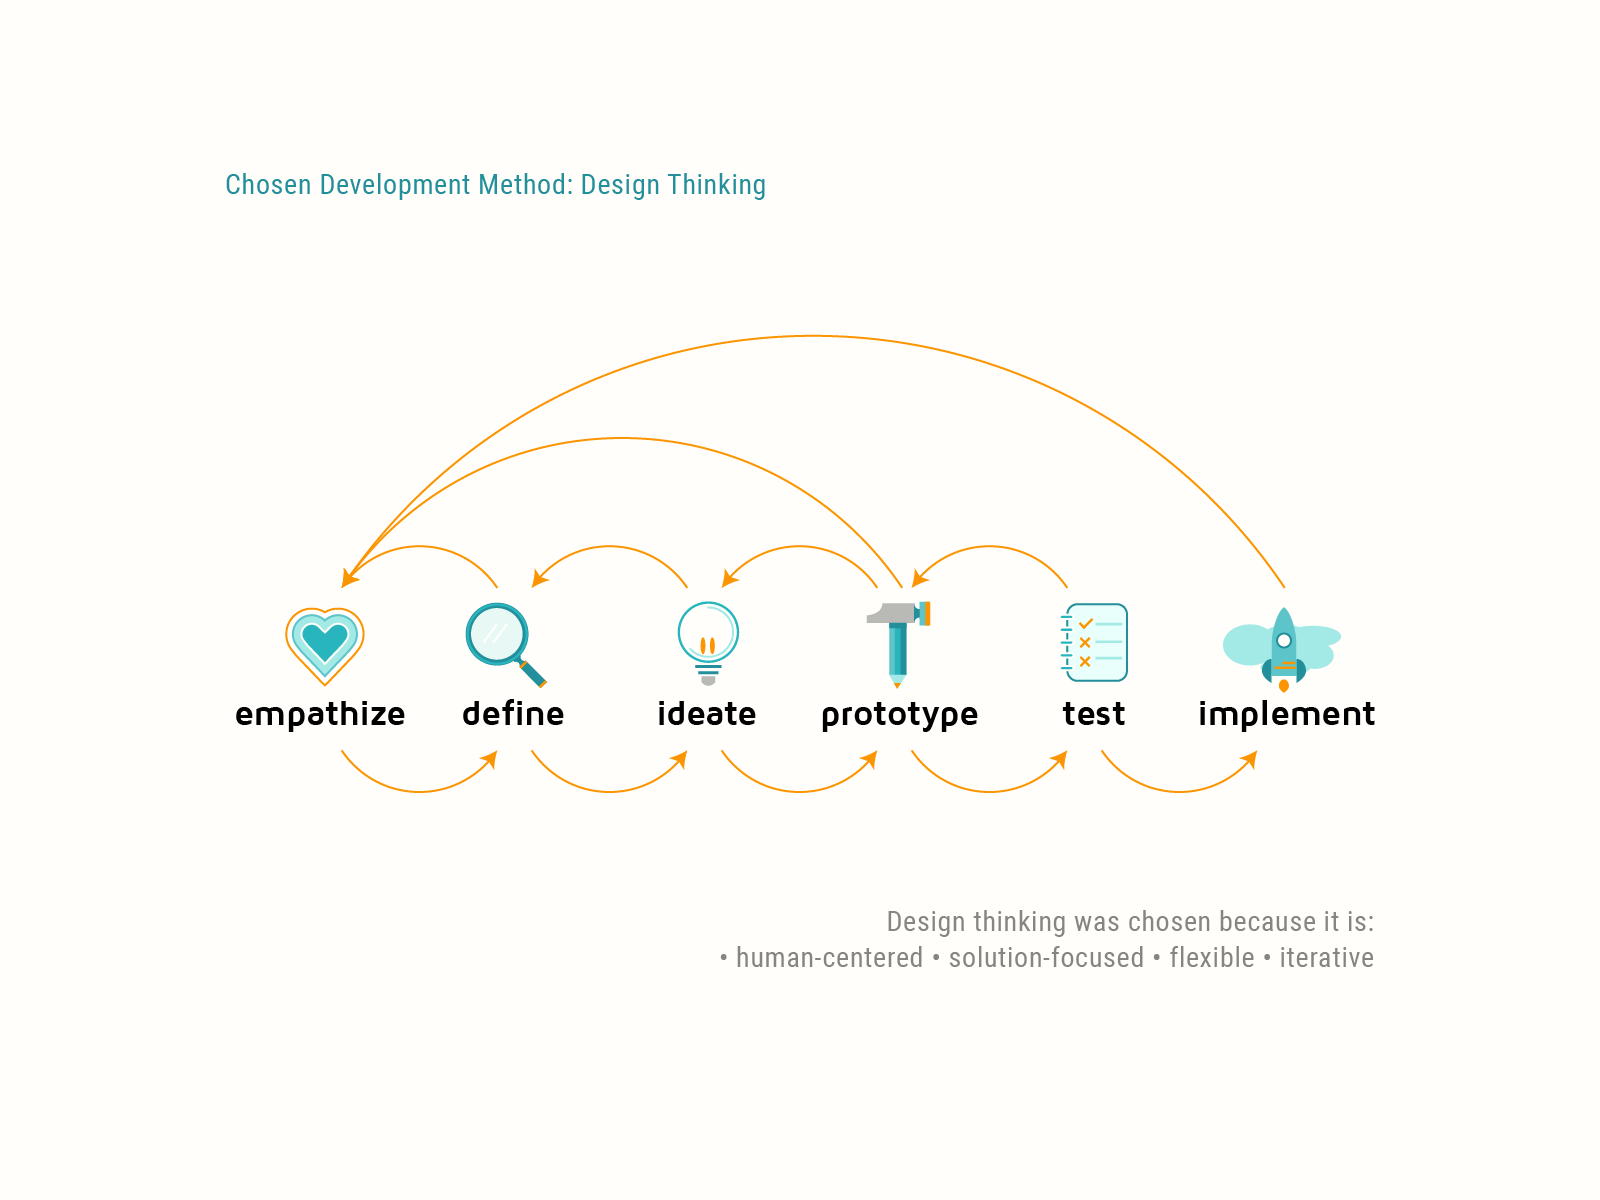 Chosen Development Method: Design Thinking
empathize define ideate prototype test implement
Design thinking was chosen because it is:
• human-centered • solution-focused • flexible • iterative